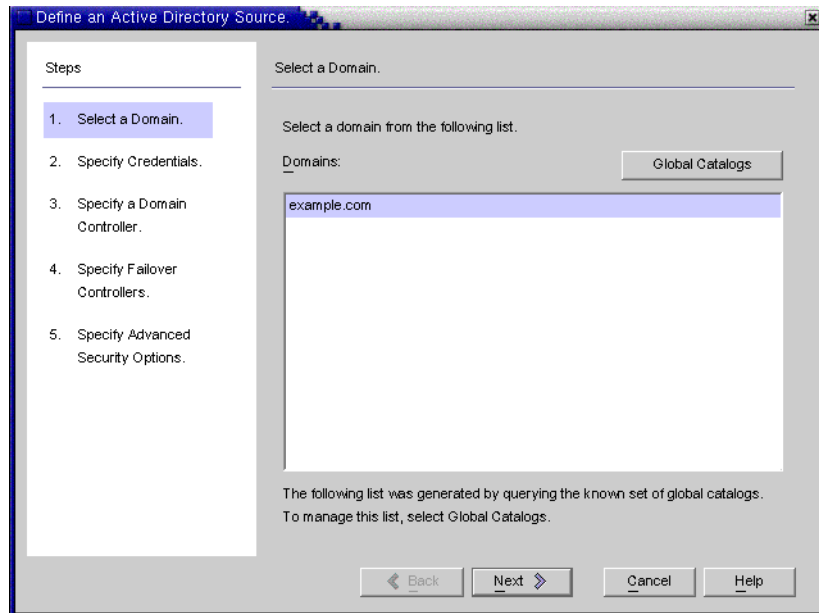 Define an Active Directory Source.
Steps
1. Select a Domain.
2. Specify Credentials.
3. Specify a Domain
Controller.
4. Specify Failover
Controllers.
5. Specify Advanced
Security Options.
Select a Domain.
Select a domain from the following list.
Domains:
Global Catalogs
example.com
The following list was generated by querying the known set of global catalogs.
To manage this list, select Global Catalogs.
Back
Next
Cancel
Help